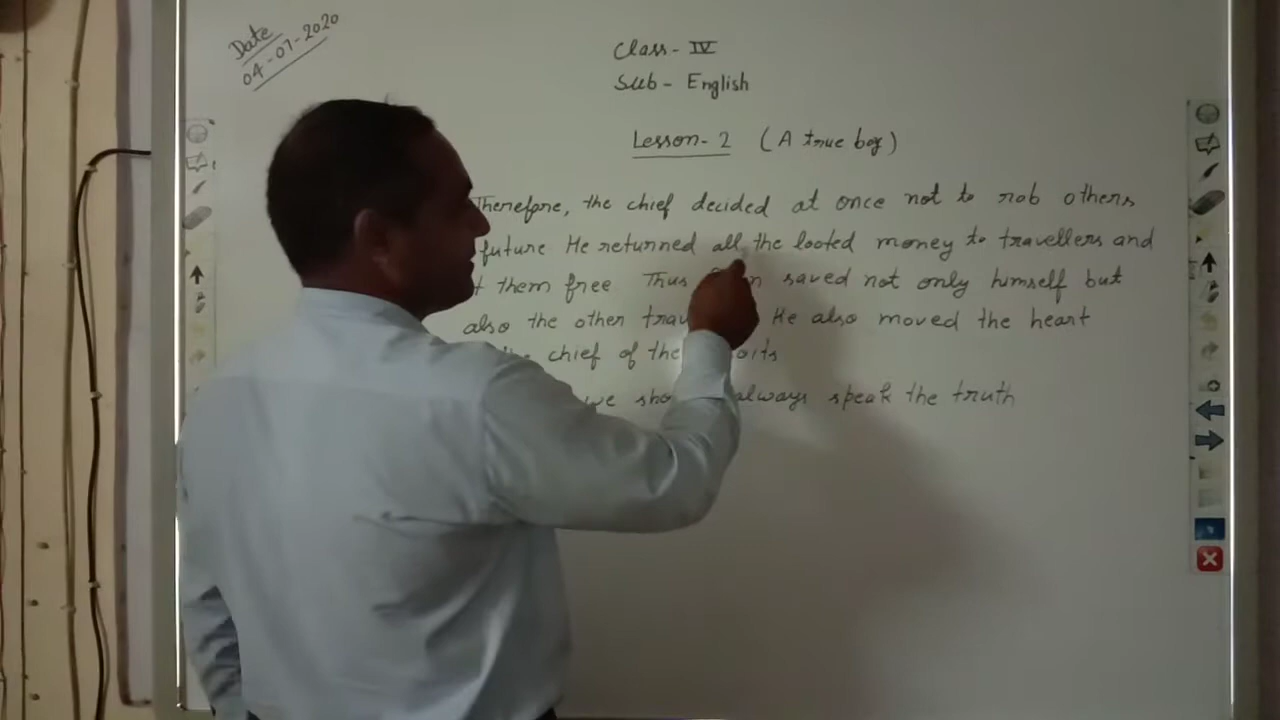 Date
04-07-2020
Class- IV
Sub- English
Lesson- 2 (A true boy)
Therefore, the chief decided at once not to rob others
future He returned all the looted money to travellers and
them free Thus saved not only himself but
also the other He also moved the heart
chief of the
we always speak the truth